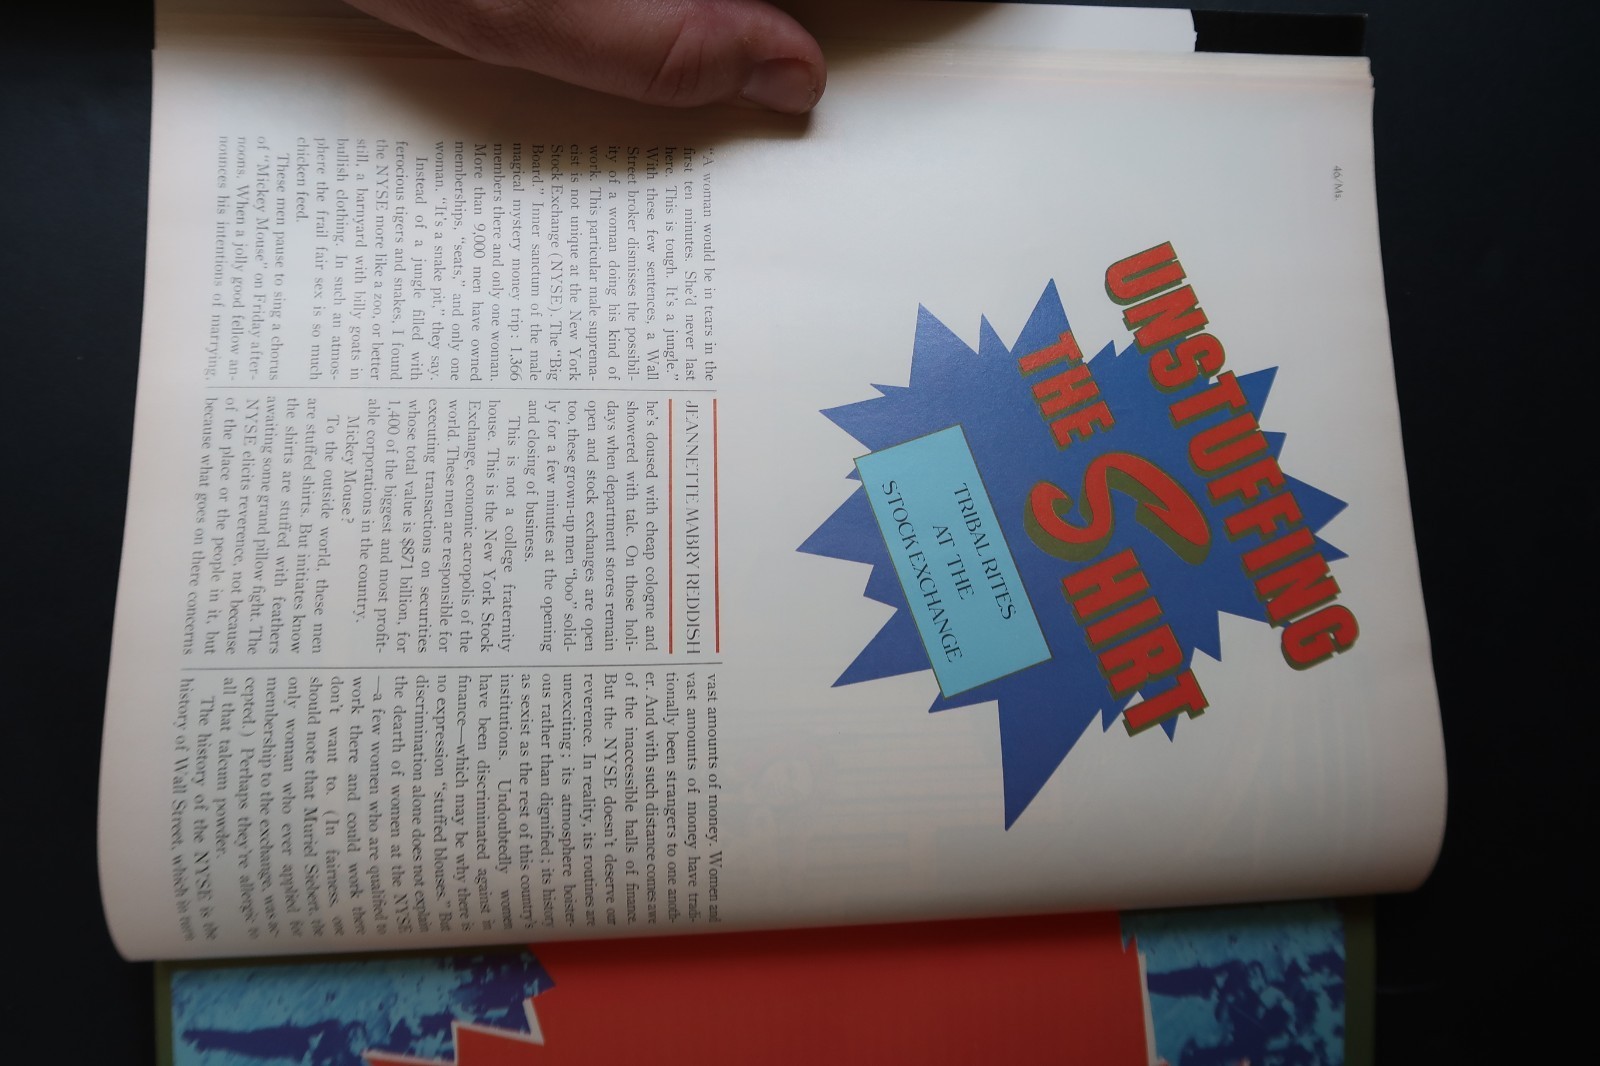 46/Ms.
UNSTUFFING
THE SHIRT
TRIBAL RITES
AT THE
STOCK EXCHANGE
"A woman would be in tears in the
first ten minutes. She'd never last
here. This is tough. It's a jungle."
With these few sentences, a Wall
Street broker dismisses the possibil-
ity of a woman doing his kind of
work. This particular male suprema-
cist is not unique at the New York
Stock Exchange (NYSE). The "Big
Board." Inner sanctum of the male
magical mystery money trip: 1,366
members there and only one woman.
More than 9,000 men have owned
memberships, "seats," and only one
woman. "It's a snake pit," they say.
Instead of a jungle filled with
ferocious tigers and snakes, I found
the NYSE more like a zoo, or better
still, a barnyard with billy goats in
bullish clothing. In such an atmos-
phere the frail fair sex is so much
chicken feed.
These men pause to sing a chorus
of "Mickey Mouse" on Friday after-
noons. When a jolly good fellow an-
nounces his intentions of marrying,
JEANNETTE MABRY REDDISH
he's doused with cheap cologne and
showered with talc. On those holi-
days when department stores remain
open and stock exchanges are open
too, these grown-up men "boo" solid-
ly for a few minutes at the opening
and closing of business.
This is not a college fraternity
house. This is the New York Stock
Exchange, economic acropolis of the
world. These men are responsible for
executing transactions on securities
whose total value is $871 billion, for
1,400 of the biggest and most profit-
able corporations in the country.
Mickey Mouse?
To the outside world, these men
are stuffed shirts. But initiates know
the shirts are stuffed with feathers
awaiting some grand pillow fight. The
NYSE elicits reverence, not because
of the place or the people in it, but
because what goes on there concerns
vast amounts of money. Women and
vast amounts of money have tradi-
tionally been strangers to one anoth-
er. And with such distance comes awe
of the inaccessible halls of finance.
But the NYSE doesn't deserve our
reverence. In reality, its routines are
unexciting; its atmosphere boister-
ous rather than dignified; its history
as sexist as the rest of this country's
institutions. Undoubtedly women
have been discriminated against in
finance—which may be why there is
no expression "stuffed blouses." But
discrimination alone does not explain
the dearth of women at the NYSE
—a few women who are qualified to
work there and could work there
don't want to. (In fairness, one
should note that Muriel Siebert, the
only woman who ever applied for
membership to the exchange, was ac-
cepted.) Perhaps they're allergic to
all that talcum powder.
The history of the NYSE is the
history of Wall Street, which in turn